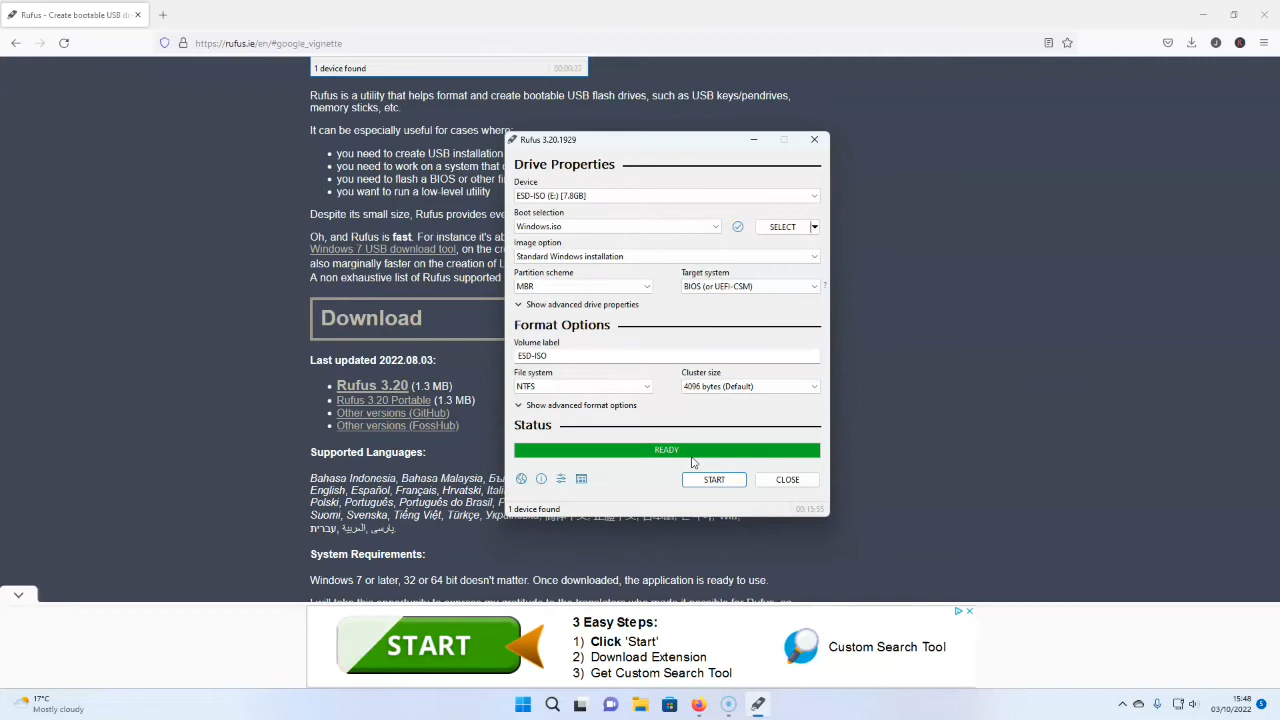 Rufus - Create bootable USB dr
https://rufus.ie/en/#google_vignette
1 device found 00:00:22
Rufus is a utility that helps format and create bootable USB flash drives, such as USB keys/pendrives,
memory sticks, etc.
It can be especially useful for cases where:
you need to create USB installation
you need to work on a system that
you need to flash a BIOS or other fi
you want to run a low-level utility
Despite its small size, Rufus provides eve
Oh, and Rufus is fast. For instance it's ab
Windows 7 USB download tool, on the cr
also marginally faster on the creation of L
A non exhaustive list of Rufus supported
Download
Last updated 2022.08.03:
Rufus 3.20 (1.3 MB)
Rufus 3.20 Portable (1.3 MB)
Other versions (GitHub)
Other versions (FossHub)
Supported Languages:
Bahasa Indonesia, Bahasa Malaysia,
English, Español, Français, Hrvatski,
Polski, Português, Português do Brasil,
Suomi, Svenska, Tiếng Việt, Türkçe,
پارسی ,العربية ,עברית.
System Requirements:
Windows 7 or later, 32 or 64 bit doesn't matter. Once downloaded, the application is ready to use.
Rufus 3.20.1929
Drive Properties
Device
ESD-ISO (E:) [7.8GB]
Boot selection
Windows.iso SELECT
Image option
Standard Windows installation
Partition scheme Target system
MBR BIOS (or UEFI-CSM) ?
Show advanced drive properties
Format Options
Volume label
ESD-ISO
File system Cluster size
NTFS 4096 bytes (Default)
Show advanced format options
Status
READY
START CLOSE
1 device found 00:15:55
START
3 Easy Steps:
1) Click 'Start'
2) Download Extension
3) Get Custom Search Tool
Custom Search Tool
17°C
Mostly cloudy
15:48
03/10/2022
5